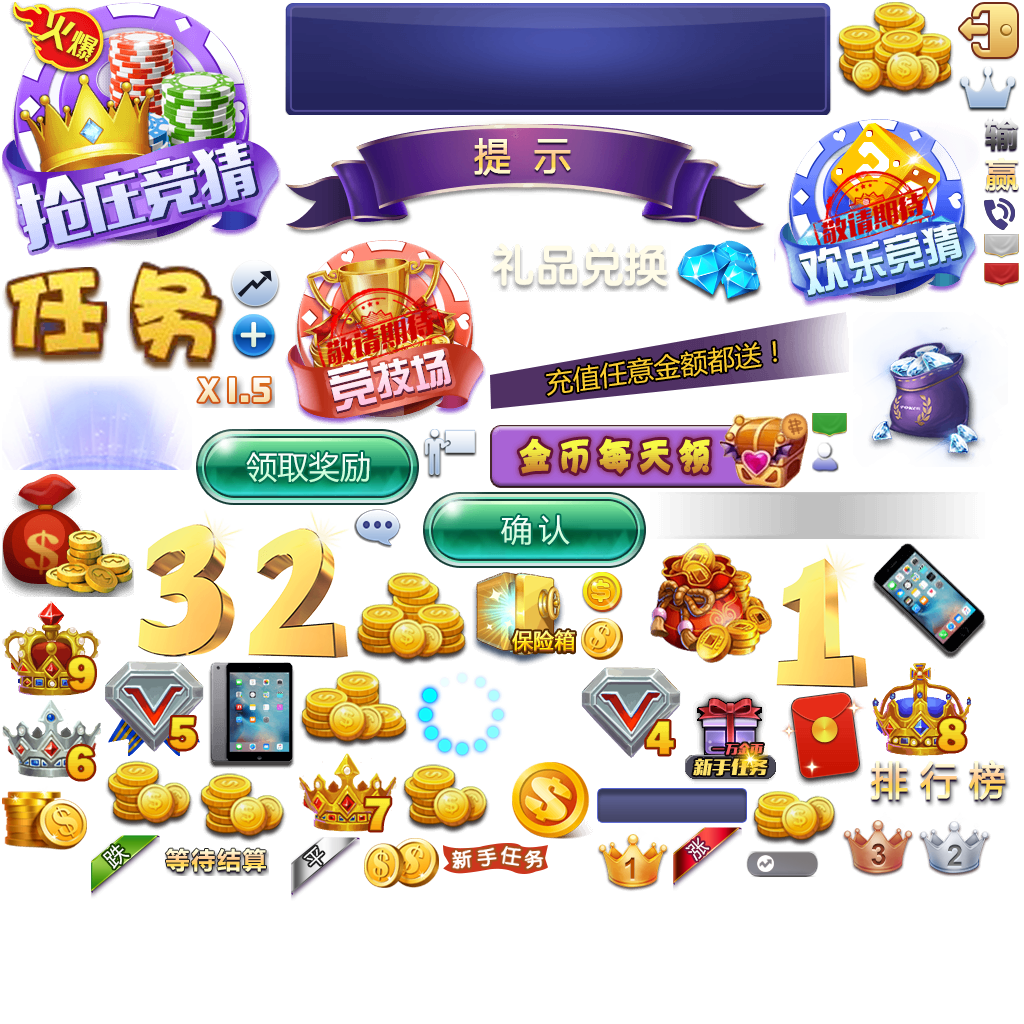 火爆
抢庄竞猜
提示
输
赢
敬请期待
欢乐竞猜
礼品兑换
任务
敬请期待
竞技场
X1.5
充值任意金额都送！
领取奖励
金币每天领
确认
32
1
保险箱
9
5
4
8
6
7
一万金币
新手任务
排行榜
跌
等待结算
平
新手任务
1
涨
3
2